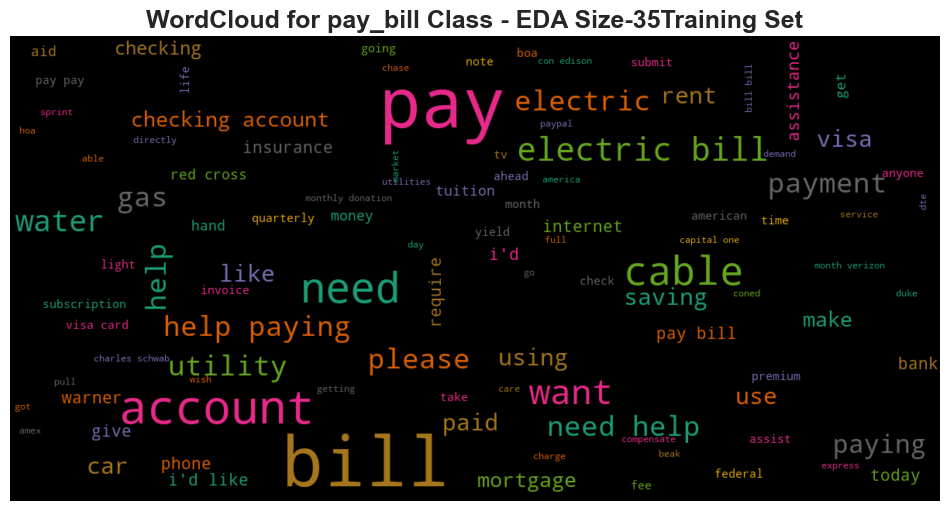 WordCloud for pay_bill Class - EDA Size-35Training Set
aid
checking
going
boa
con edison
submit
assistance
get
pay pay
life
chase
note
bill bill
sprint
pay
electric
rent
hoa
checking account
directly
paypal
visa
able
insurance
market
tv
electric bill
demand
red cross
utilities
ahead
america
payment
anyone
gas
monthly donation
tuition
month
dte
water
hand
quarterly
money
yield
internet
american
time
service
day
i'd
full
capital one
light
help
like
need
require
go
check
cable
month verizon
invoice
saving
coned
duke
subscription
visa card
help paying
pay bill
make
charles schwab
utility
please
using
bank
pull
wish
getting
care
premium
got
warner
account
take
want
use
amex
give
paid
need help
compensate
assist
paying
car
phone
bill
charge
beak
express
i'd like
mortgage
fee
federal
today